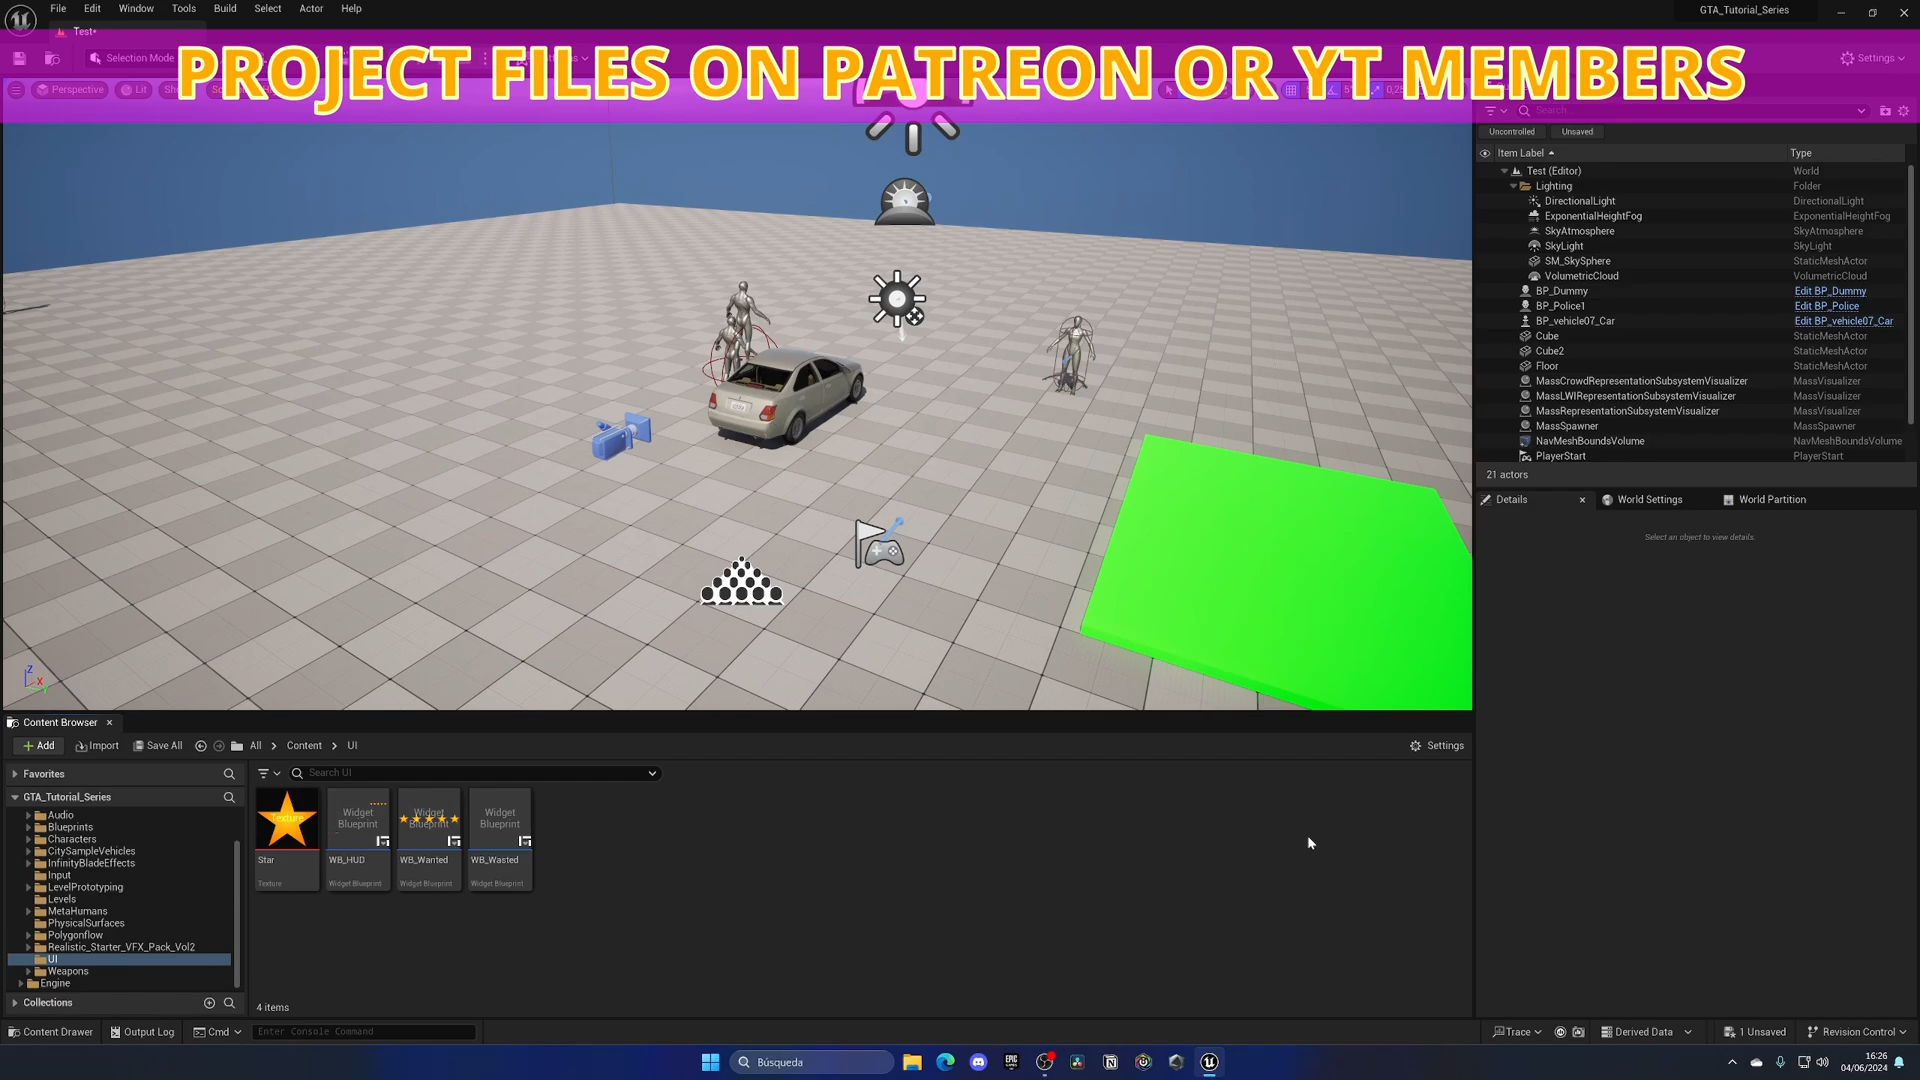 File Edit Window Tools Build Select Actor Help
GTA_Tutorial_Series
Test*
PROJECT FILES ON PATREON OR YT MEMBERS
Selection Mode
Settings
Perspective
Lit
Search
Uncontrolled Unsaved
Item Label Type
Test (Editor) World
Lighting Folder
DirectionalLight DirectionalLight
ExponentialHeightFog ExponentialHeightFog
SkyAtmosphere SkyAtmosphere
SkyLight SkyLight
SM_SkySphere StaticMeshActor
VolumetricCloud VolumetricCloud
BP_Dummy Edit BP_Dummy
BP_Police1 Edit BP_Police
BP_vehicle07_Car Edit BP_vehicle07_Car
Cube StaticMeshActor
Cube2 StaticMeshActor
Floor StaticMeshActor
MassCrowdRepresentationSubsystemVisualizer MassVisualizer
MassLWIRepresentationSubsystemVisualizer MassVisualizer
MassRepresentationSubsystemVisualizer MassVisualizer
MassSpawner MassSpawner
NavMeshBoundsVolume NavMeshBoundsVolume
PlayerStart PlayerStart
21 actors
Details World Settings World Partition
Select an object to view details.
Z X
Content Browser
Add Import Save All All Content UI Settings
Favorites
Search UI
GTA_Tutorial_Series
Audio
Blueprints
Characters
CitySampleVehicles
InfinityBladeEffects
Input
LevelPrototyping
Levels
MetaHumans
PhysicalSurfaces
Polygonflow
Realistic_Starter_VFX_Pack_Vol2
UI
Weapons
Engine
Collections
Texture
Star
Texture
Widget
Blueprint
WB_HUD
Widget Blueprint
Widget
Blueprint
WB_Wanted
Widget Blueprint
Widget
Blueprint
WB_Wasted
Widget Blueprint
4 items
Content Drawer Output Log Cmd Enter Console Command Trace Derived Data 1 Unsaved Revision Control
Búsqueda
EPIC GAMES
16:26
04/06/2024